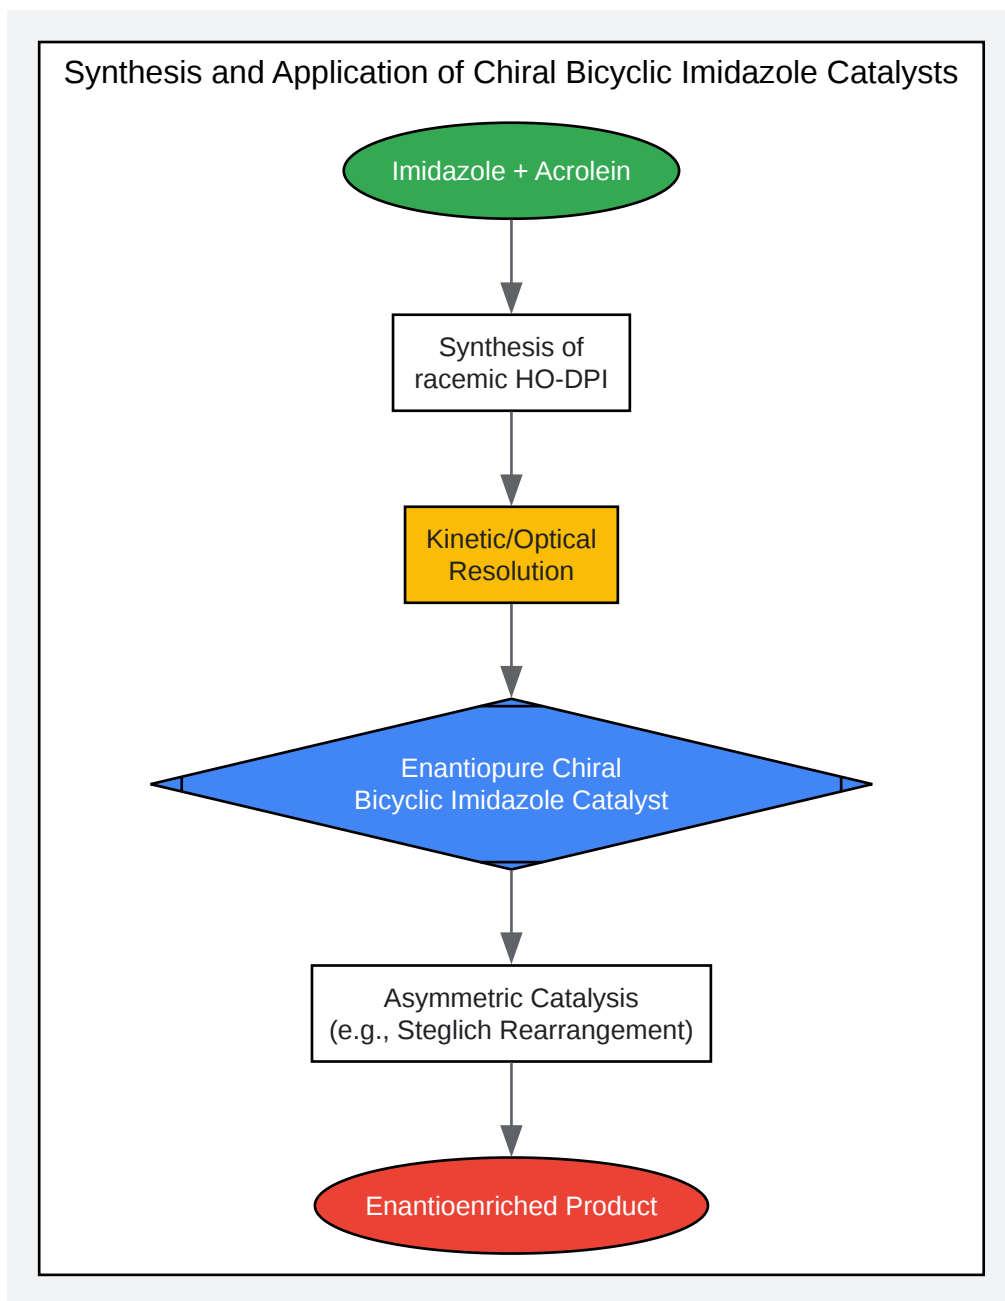 Synthesis and Application of Chiral Bicyclic Imidazole Catalysts
Imidazole + Acrolein
Synthesis of
racemic HO-DPI
Kinetic/Optical
Resolution
Enantiopure Chiral
Bicyclic Imidazole Catalyst
Asymmetric Catalysis
(e.g., Steglich Rearrangement)
Enantioenriched Product